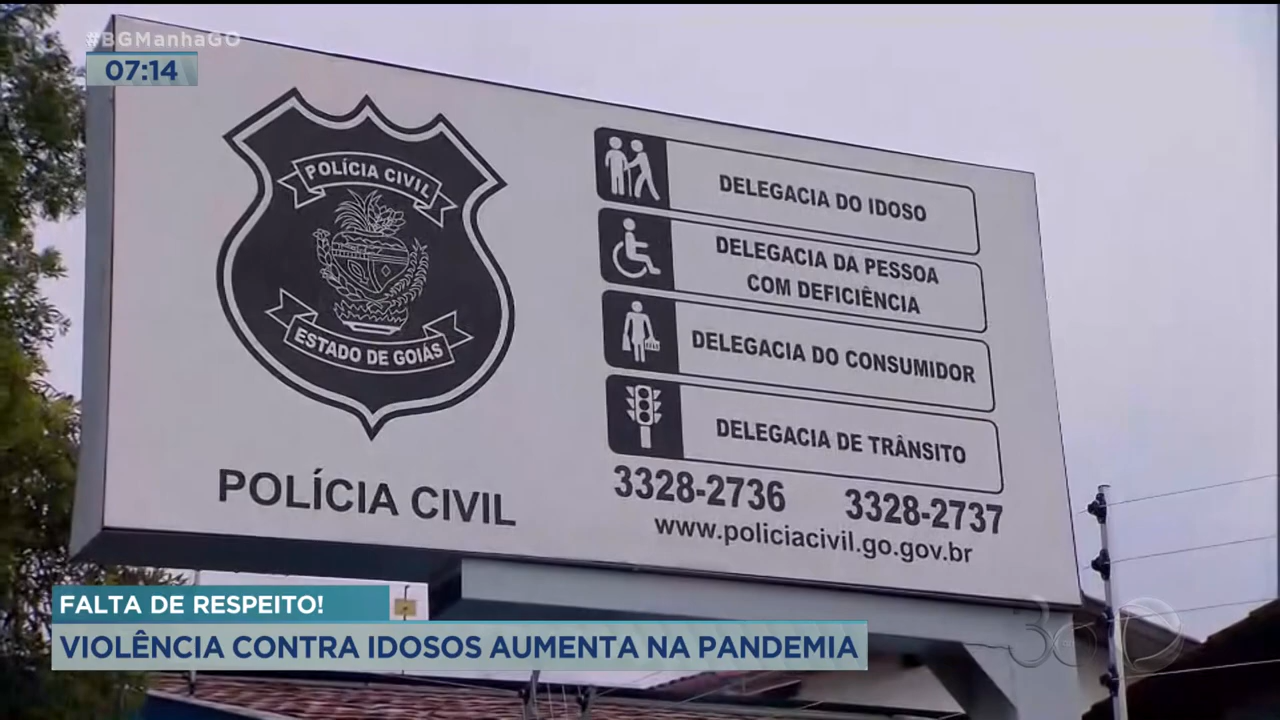 #BGManhaGO
07:14
POLÍCIA CIVIL
ESTADO DE GOIÁS
POLÍCIA CIVIL
DELEGACIA DO IDOSO
DELEGACIA DA PESSOA
COM DEFICIÊNCIA
DELEGACIA DO CONSUMIDOR
DELEGACIA DE TRÂNSITO
3328-2736 3328-2737
www.policiacivil.go.gov.br
FALTA DE RESPEITO!
VIOLÊNCIA CONTRA IDOSOS AUMENTA NA PANDEMIA